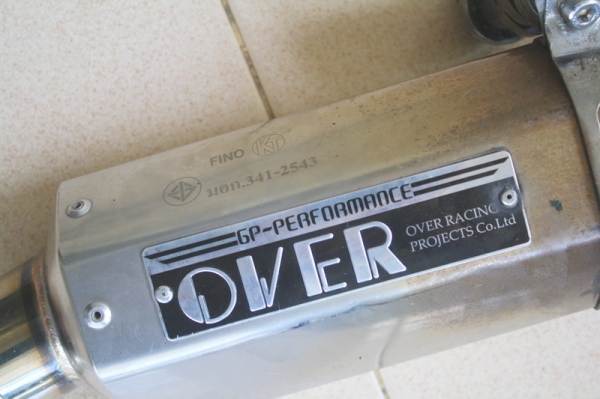 FINO
มอก.341-2543
GP-PERFORMANCE
OVER
OVER RACING
PROJECTS Co.Ltd